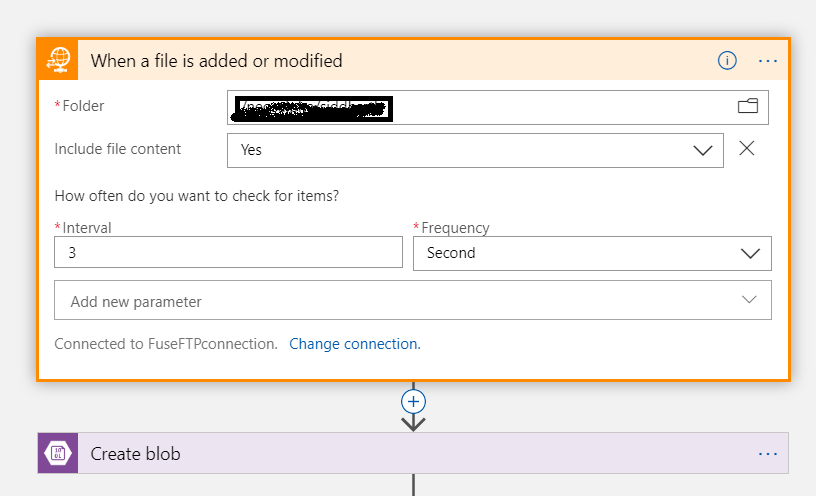 When a file is added or modified
*Folder
Include file content
Yes
How often do you want to check for items?
*Interval
*Frequency
3
Second
Add new parameter
Connected to FuseFTPconnection. Change connection.
Create blob